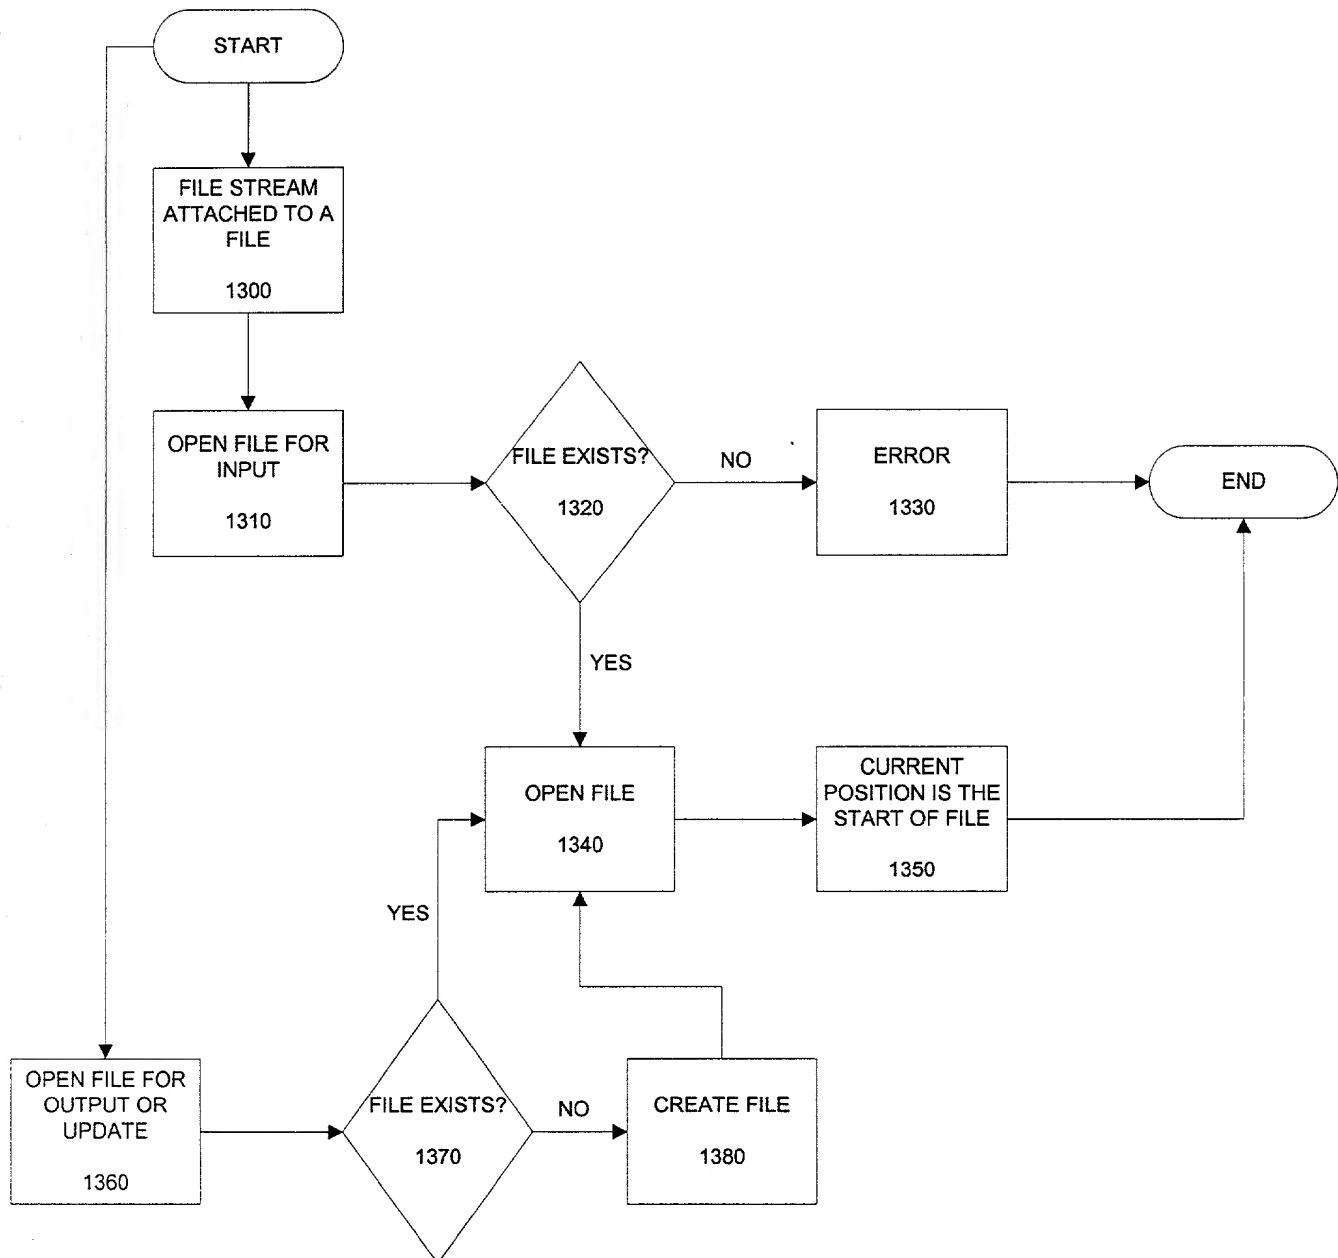 START
FILE STREAM
ATTACHED TO A
FILE
1300
OPEN FILE FOR
INPUT
1310
FILE EXISTS?
1320
NO
ERROR
1330
END
YES
OPEN FILE
1340
CURRENT
POSITION IS THE
START OF FILE
1350
YES
OPEN FILE FOR
OUTPUT OR
UPDATE
1360
FILE EXISTS?
1370
NO
CREATE FILE
1380